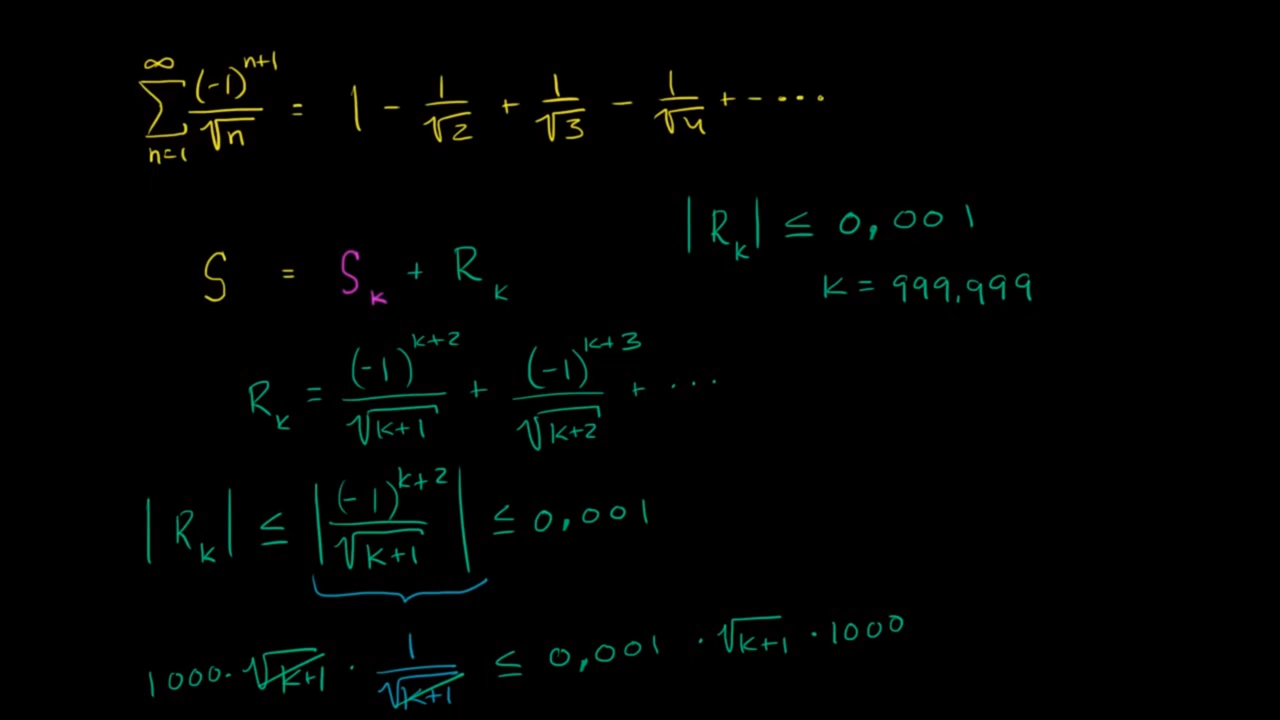 ∑_{n=1}^{∞} (-1)^{n+1}/√n = 1 - 1/√2 + 1/√3 - 1/√4 + - ····
|R_k| ≤ 0,001
k = 999.999
S = S_k + R_k
R_k = (-1)^{k+2}/√(k+1) + (-1)^{k+3}/√(k+2) + ···
|R_k| ≤ |(-1)^{k+2}/√(k+1)| ≤ 0,001
1000·√(k+1) · 1/√(k+1) ≤ 0,001 · √(k+1) · 1000